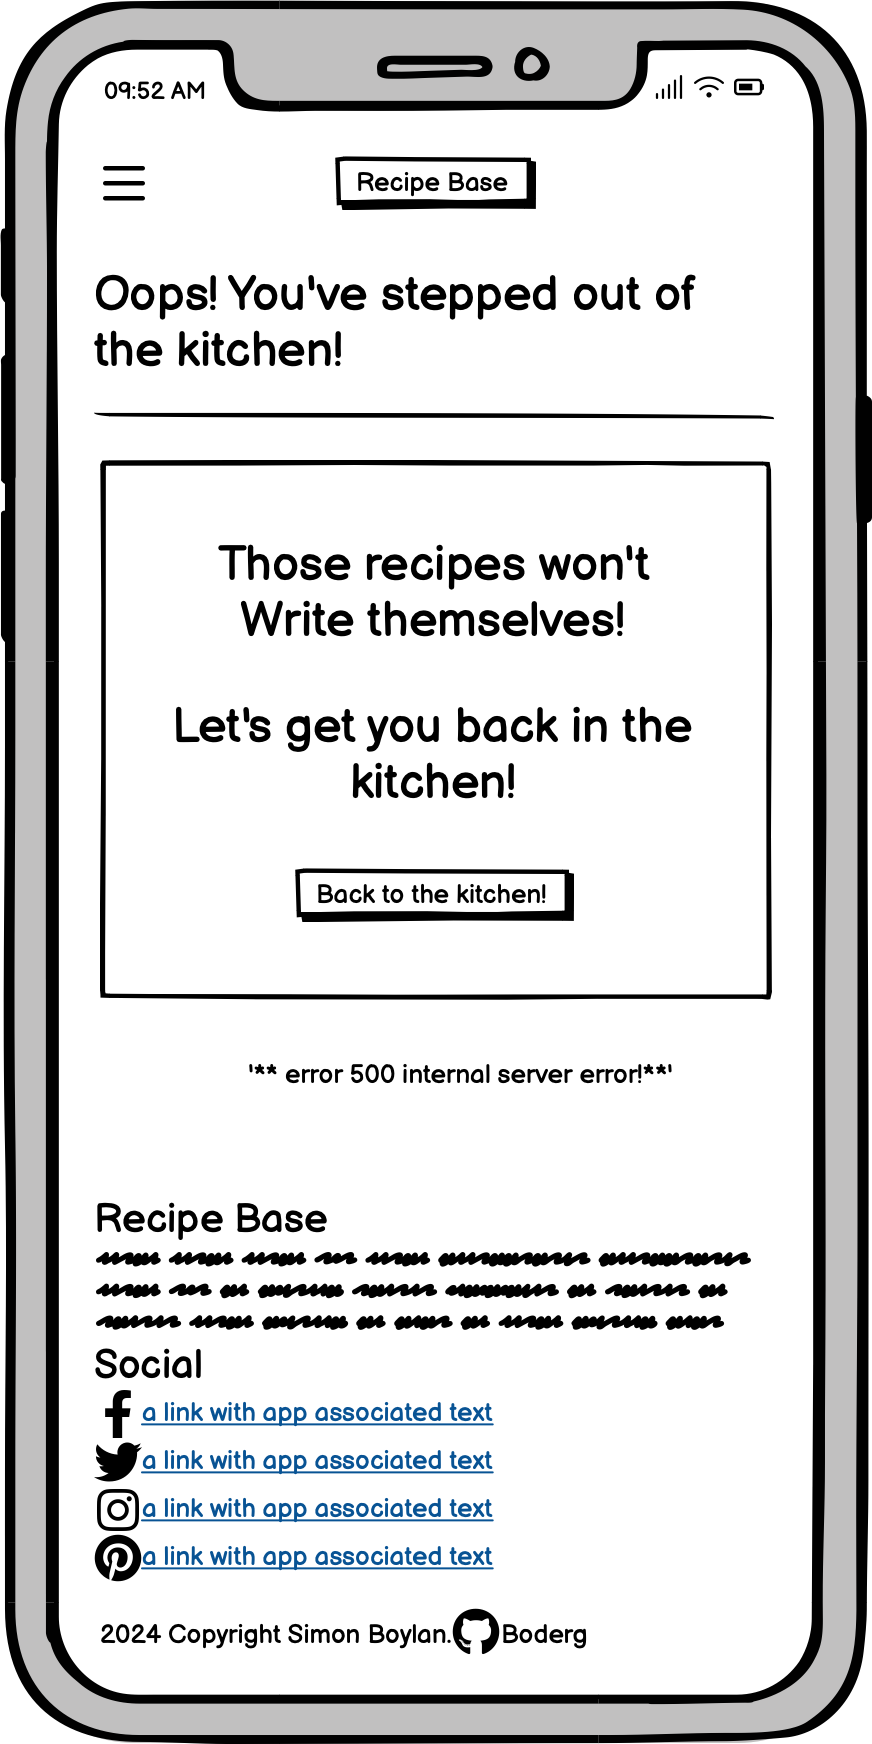 09:52 AM
Recipe Base
Oops! You've stepped out of
the kitchen!
Those recipes won't
Write themselves!
Let's get you back in the
kitchen!
Back to the kitchen!
'** error 500 internal server error!**'
Recipe Base
Social
a link with app associated text
a link with app associated text
a link with app associated text
a link with app associated text
2024 Copyright Simon Boylan. Boderg